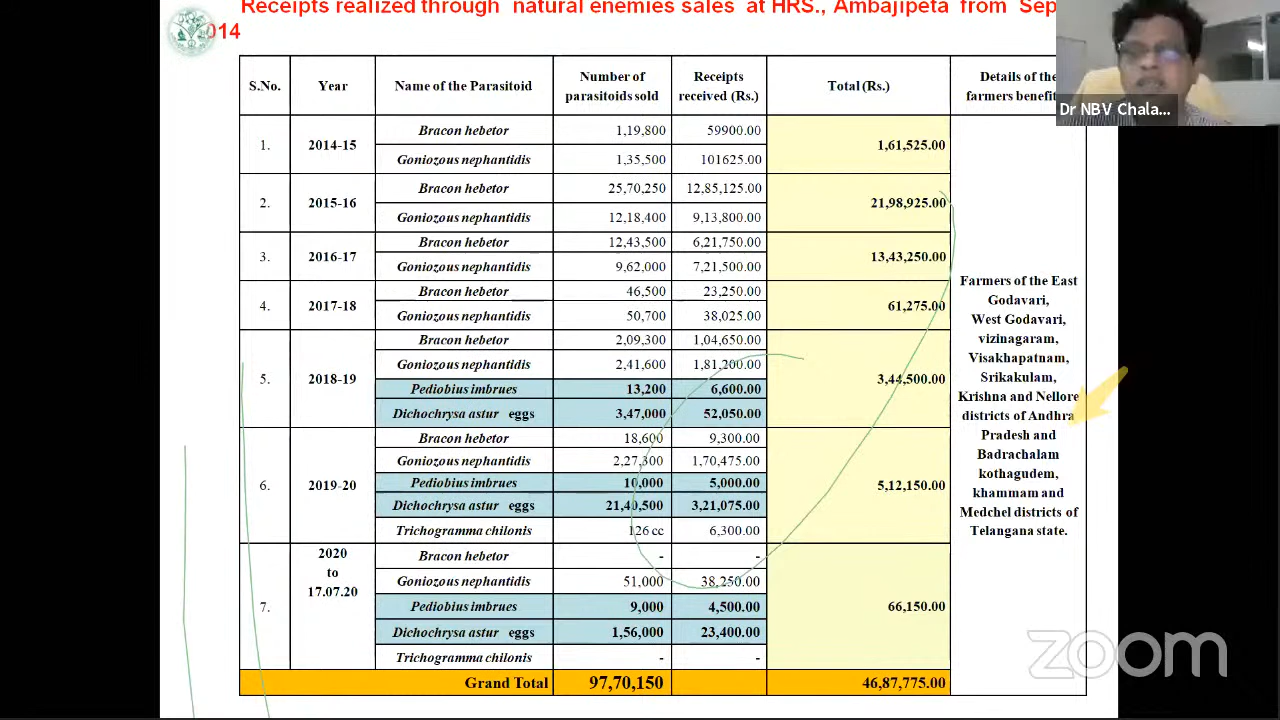 Receipts realized through natural enemies sales at HRS., Ambajipeta from Sep
014
S.No. Year Name of the Parasitoid Number of parasitoids sold Receipts received (Rs.) Total (Rs.) Details of the farmers benefit
1. 2014-15 Bracon hebetor 1,19,800 59900.00 1,61,525.00
Goniozous nephantidis 1,35,500 101625.00
2. 2015-16 Bracon hebetor 25,70,250 12,85,125.00 21,98,925.00
Goniozous nephantidis 12,18,400 9,13,800.00
3. 2016-17 Bracon hebetor 12,43,500 6,21,750.00 13,43,250.00
Goniozous nephantidis 9,62,000 7,21,500.00
4. 2017-18 Bracon hebetor 46,500 23,250.00 61,275.00
Goniozous nephantidis 50,700 38,025.00
5. 2018-19 Bracon hebetor 2,09,300 1,04,650.00 3,44,500.00
Goniozous nephantidis 2,41,600 1,81,200.00
Pediobius imbrues 13,200 6,600.00
Dichochrysa astur eggs 3,47,000 52,050.00
6. 2019-20 Bracon hebetor 18,600 9,300.00 5,12,150.00
Goniozous nephantidis 2,27,300 1,70,475.00
Pediobius imbrues 10,000 5,000.00
Dichochrysa astur eggs 21,40,500 3,21,075.00
Trichogramma chilonis 126 cc 6,300.00
7. 2020 to 17.07.20 Bracon hebetor - - 66,150.00
Goniozous nephantidis 51,000 38,250.00
Pediobius imbrues 9,000 4,500.00
Dichochrysa astur eggs 1,56,000 23,400.00
Trichogramma chilonis - -
Grand Total 97,70,150 46,87,775.00
Farmers of the East
Godavari,
West Godavari,
vizinagaram,
Visakhapatnam,
Srikakulam,
Krishna and Nellore
districts of Andhra
Pradesh and
Badrachalam
kothagudem,
khammam and
Medchel districts of
Telangana state.
Dr NBV Chala...
zoom